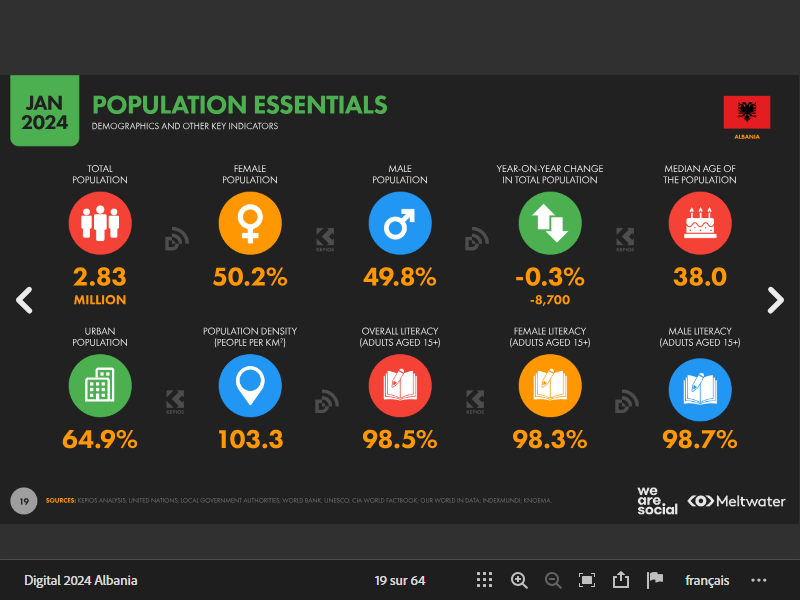 JAN
2024
POPULATION ESSENTIALS
DEMOGRAPHICS AND OTHER KEY INDICATORS
ALBANIA
TOTAL
POPULATION
FEMALE
POPULATION
MALE
POPULATION
YEAR-ON-YEAR CHANGE
IN TOTAL POPULATION
MEDIAN AGE OF
THE POPULATION
KEPIOS
KEPIOS
2.83
MILLION
50.2%
49.8%
-0.3%
-8,700
38.0
URBAN
POPULATION
POPULATION DENSITY
(PEOPLE PER KM²)
OVERALL LITERACY
(ADULTS AGED 15+)
FEMALE LITERACY
(ADULTS AGED 15+)
MALE LITERACY
(ADULTS AGED 15+)
KEPIOS
KEPIOS
64.9%
103.3
98.5%
98.3%
98.7%
19
SOURCES: KEPIOS ANALYSIS; UNITED NATIONS; LOCAL GOVERNMENT AUTHORITIES; WORLD BANK; UNESCO; CIA WORLD FACTBOOK; OUR WORLD IN DATA; INDEXMUNDI; KNOEMA.
we
are.
social
Meltwater
Digital 2024 Albania
19 sur 64
français